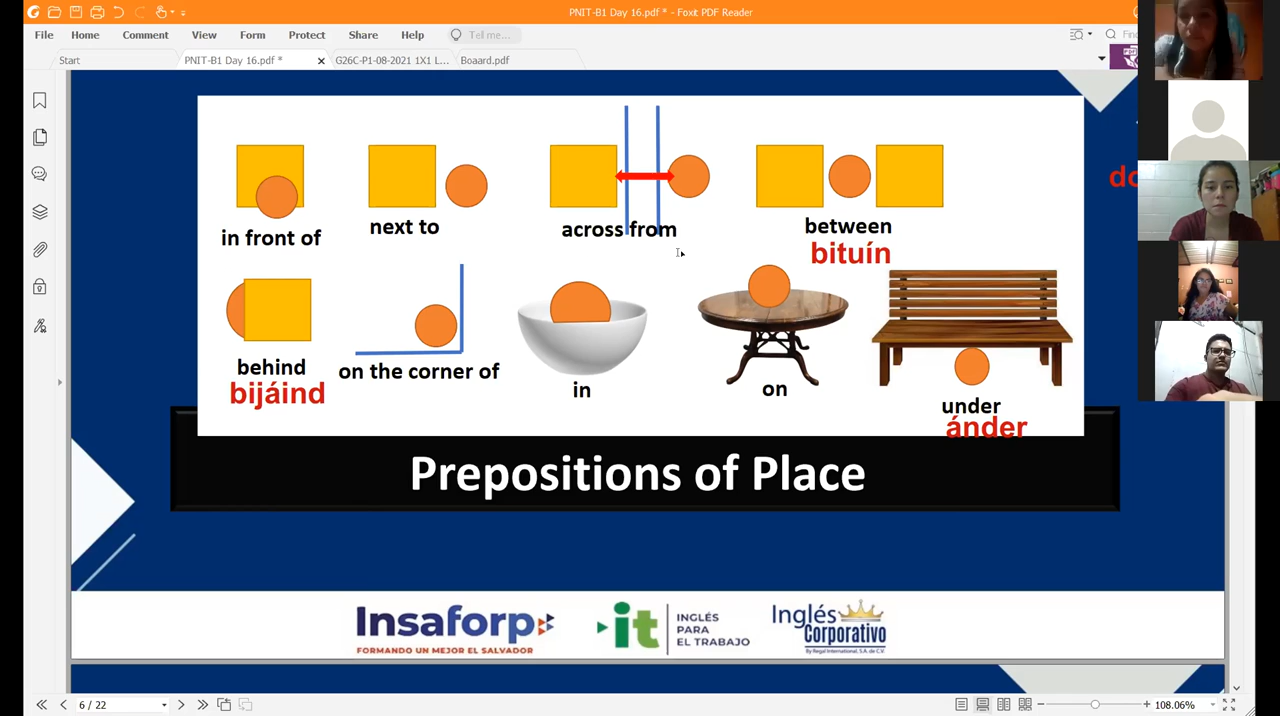 PNIT-B1 Day 16.pdf * - Foxit PDF Reader
File Home Comment View Form Protect Share Help Tell me...
Start PNIT-B1 Day 16.pdf * G26C-P1-08-2021 1X1 L... Boaard.pdf
in front of
next to
across from
between
bituín
behind
bijáind
on the corner of
in
on
under
ánder
Prepositions of Place
Insaforp
FORMANDO UN MEJOR EL SALVADOR
it
INGLÉS
PARA
EL TRABAJO
Inglés
Corporativo
By Regal International, S.A. de C.V.
6 / 22
108.06%